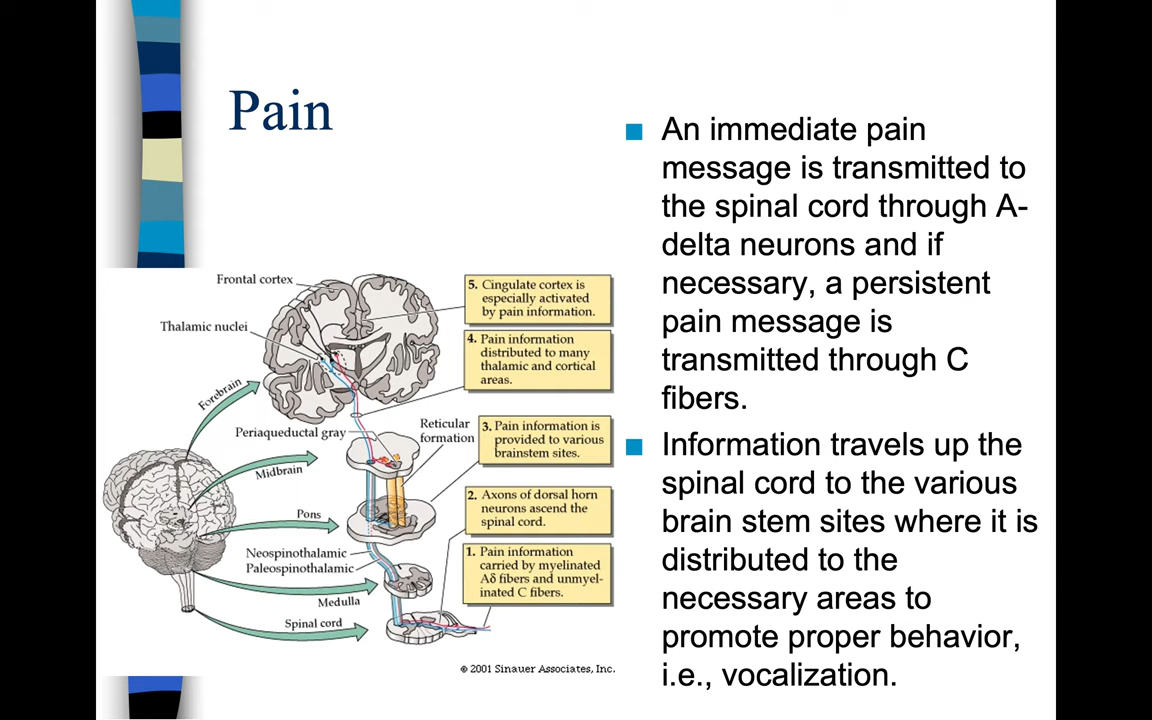 Pain
An immediate pain
message is transmitted to
the spinal cord through A-
delta neurons and if
necessary, a persistent
pain message is
transmitted through C
fibers.
Information travels up the
spinal cord to the various
brain stem sites where it is
distributed to the
necessary areas to
promote proper behavior,
i.e., vocalization.
Frontal cortex
Thalamic nuclei
Forebrain
Periaqueductal gray
Reticular
formation
Midbrain
Pons
Neospinothalamic
Paleospinothalamic
Medulla
Spinal cord
5. Cingulate cortex is
especially activated
by pain information.
4. Pain information
distributed to many
thalamic and cortical
areas.
3. Pain information is
provided to various
brainstem sites.
2. Axons of dorsal horn
neurons ascend the
spinal cord.
1. Pain information
carried by myelinated
Aδ fibers and unmyel-
inated C fibers.
© 2001 Sinauer Associates, Inc.